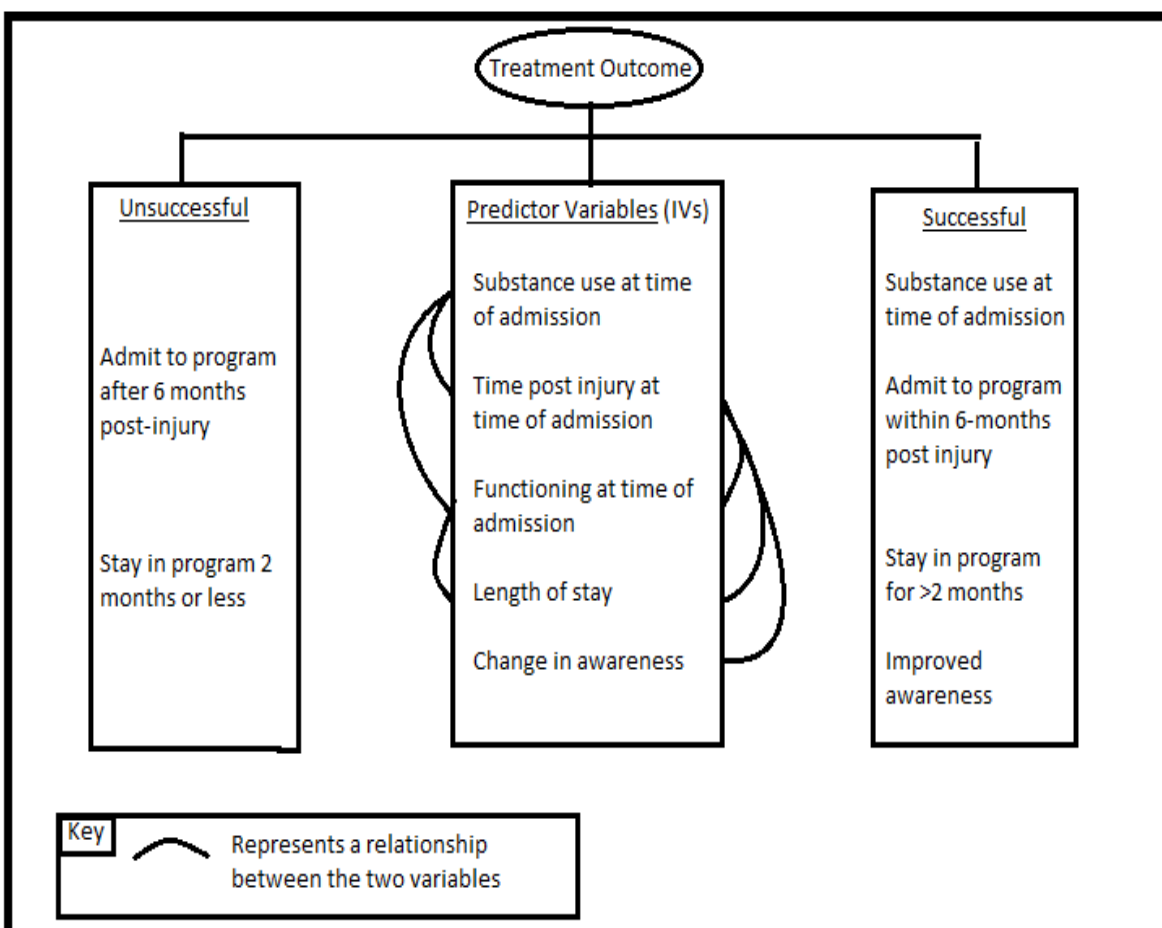 Treatment Outcome
Unsuccessful
Admit to program
after 6 months
post-injury
Stay in program 2
months or less
Predictor Variables (IVs)
Substance use at time
of admission
Time post injury at
time of admission
Functioning at time of
admission
Length of stay
Change in awareness
Successful
Substance use at
time of admission
Admit to program
within 6-months
post injury
Stay in program
for >2 months
Improved
awareness
Key
Represents a relationship
between the two variables